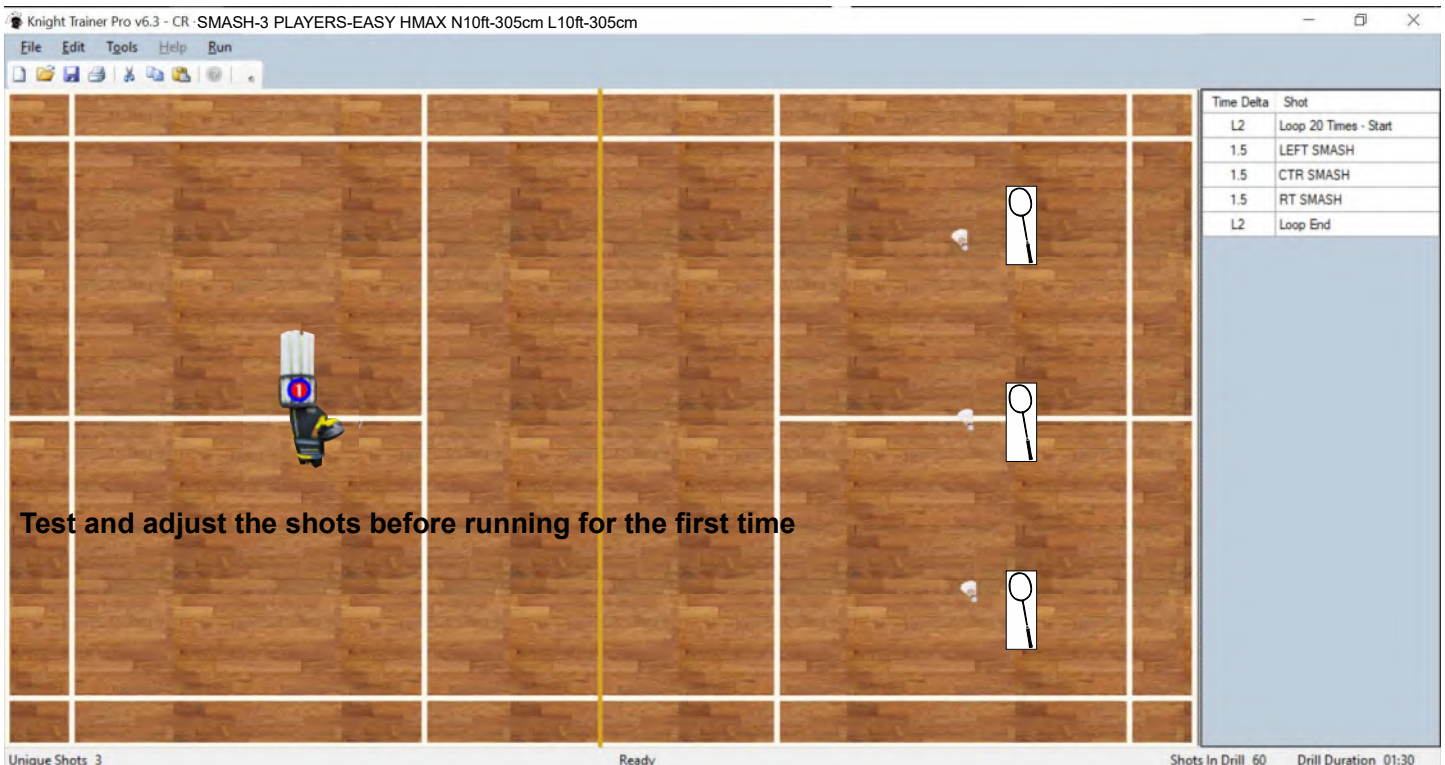 Knight Trainer Pro v6.3 - CR - SMASH-3 PLAYERS-EASY HMAX N10ft-305cm L10ft-305cm
File Edit Tools Help Run
Time Delta Shot
L2 Loop 20 Times - Start
1.5 LEFT SMASH
1.5 CTR SMASH
1.5 RT SMASH
L2 Loop End
1
Test and adjust the shots before running for the first time
Unique Shots 3 Ready Shots In Drill 60 Drill Duration 01:30